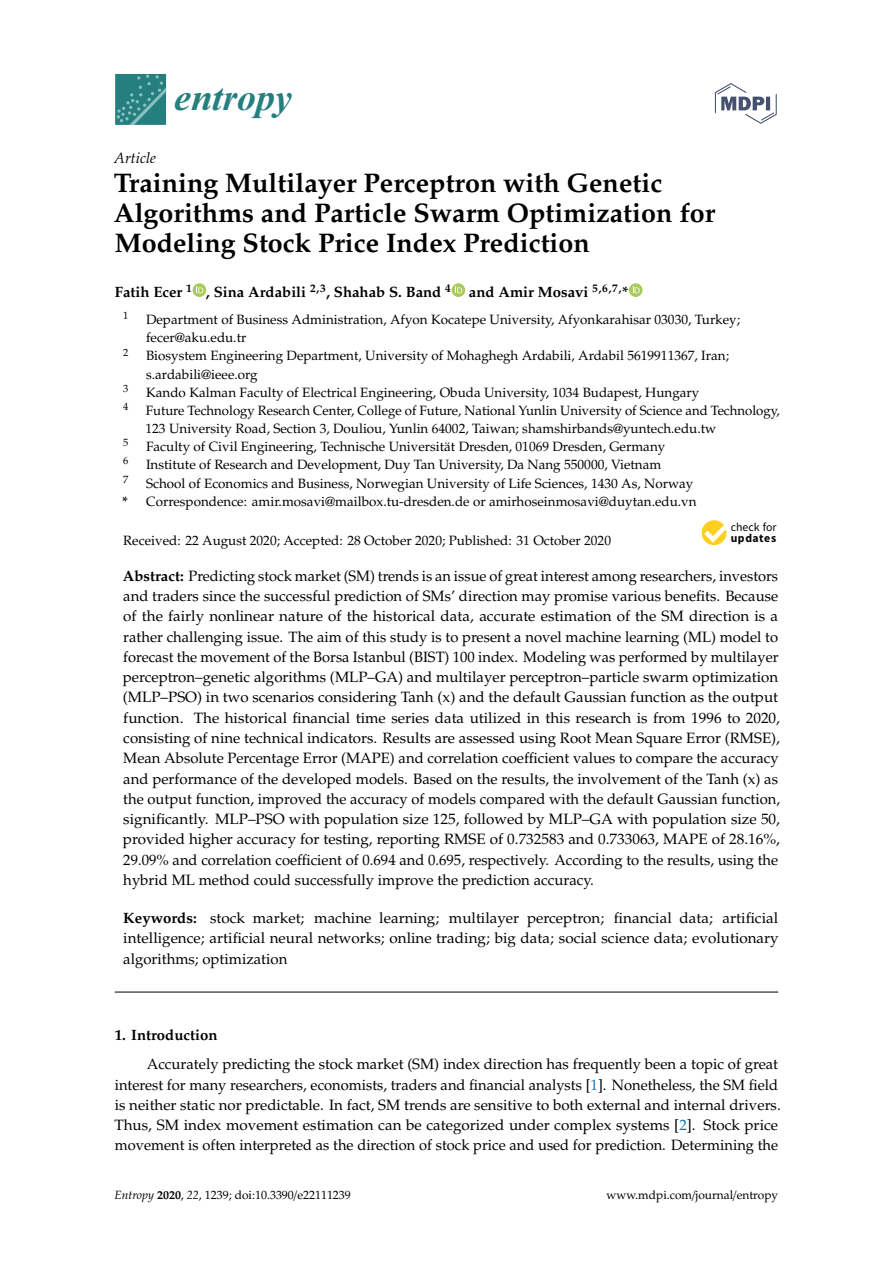 entropy
MDPI
Article
Training Multilayer Perceptron with Genetic
Algorithms and Particle Swarm Optimization for
Modeling Stock Price Index Prediction
Fatih Ecer 1 iD, Sina Ardabili 2,3, Shahab S. Band 4 iD and Amir Mosavi 5,6,7,* iD
1 Department of Business Administration, Afyon Kocatepe University, Afyonkarahisar 03030, Turkey;
fecer@aku.edu.tr
2 Biosystem Engineering Department, University of Mohaghegh Ardabili, Ardabil 5619911367, Iran;
s.ardabili@ieee.org
3 Kando Kalman Faculty of Electrical Engineering, Obuda University, 1034 Budapest, Hungary
4 Future Technology Research Center, College of Future, National Yunlin University of Science and Technology,
123 University Road, Section 3, Douliou, Yunlin 64002, Taiwan; shamshirbands@yuntech.edu.tw
5 Faculty of Civil Engineering, Technische Universität Dresden, 01069 Dresden, Germany
6 Institute of Research and Development, Duy Tan University, Da Nang 550000, Vietnam
7 School of Economics and Business, Norwegian University of Life Sciences, 1430 As, Norway
* Correspondence: amir.mosavi@mailbox.tu-dresden.de or amirhoseinmosavi@duytan.edu.vn
Received: 22 August 2020; Accepted: 28 October 2020; Published: 31 October 2020
check for
updates
Abstract: Predicting stock market (SM) trends is an issue of great interest among researchers, investors
and traders since the successful prediction of SMs' direction may promise various benefits. Because
of the fairly nonlinear nature of the historical data, accurate estimation of the SM direction is a
rather challenging issue. The aim of this study is to present a novel machine learning (ML) model to
forecast the movement of the Borsa Istanbul (BIST) 100 index. Modeling was performed by multilayer
perceptron–genetic algorithms (MLP–GA) and multilayer perceptron–particle swarm optimization
(MLP–PSO) in two scenarios considering Tanh (x) and the default Gaussian function as the output
function. The historical financial time series data utilized in this research is from 1996 to 2020,
consisting of nine technical indicators. Results are assessed using Root Mean Square Error (RMSE),
Mean Absolute Percentage Error (MAPE) and correlation coefficient values to compare the accuracy
and performance of the developed models. Based on the results, the involvement of the Tanh (x) as
the output function, improved the accuracy of models compared with the default Gaussian function,
significantly. MLP–PSO with population size 125, followed by MLP–GA with population size 50,
provided higher accuracy for testing, reporting RMSE of 0.732583 and 0.733063, MAPE of 28.16%,
29.09% and correlation coefficient of 0.694 and 0.695, respectively. According to the results, using the
hybrid ML method could successfully improve the prediction accuracy.
Keywords: stock market; machine learning; multilayer perceptron; financial data; artificial
intelligence; artificial neural networks; online trading; big data; social science data; evolutionary
algorithms; optimization
1. Introduction
Accurately predicting the stock market (SM) index direction has frequently been a topic of great
interest for many researchers, economists, traders and financial analysts [1]. Nonetheless, the SM field
is neither static nor predictable. In fact, SM trends are sensitive to both external and internal drivers.
Thus, SM index movement estimation can be categorized under complex systems [2]. Stock price
movement is often interpreted as the direction of stock price and used for prediction. Determining the
Entropy 2020, 22, 1239; doi:10.3390/e22111239
www.mdpi.com/journal/entropy